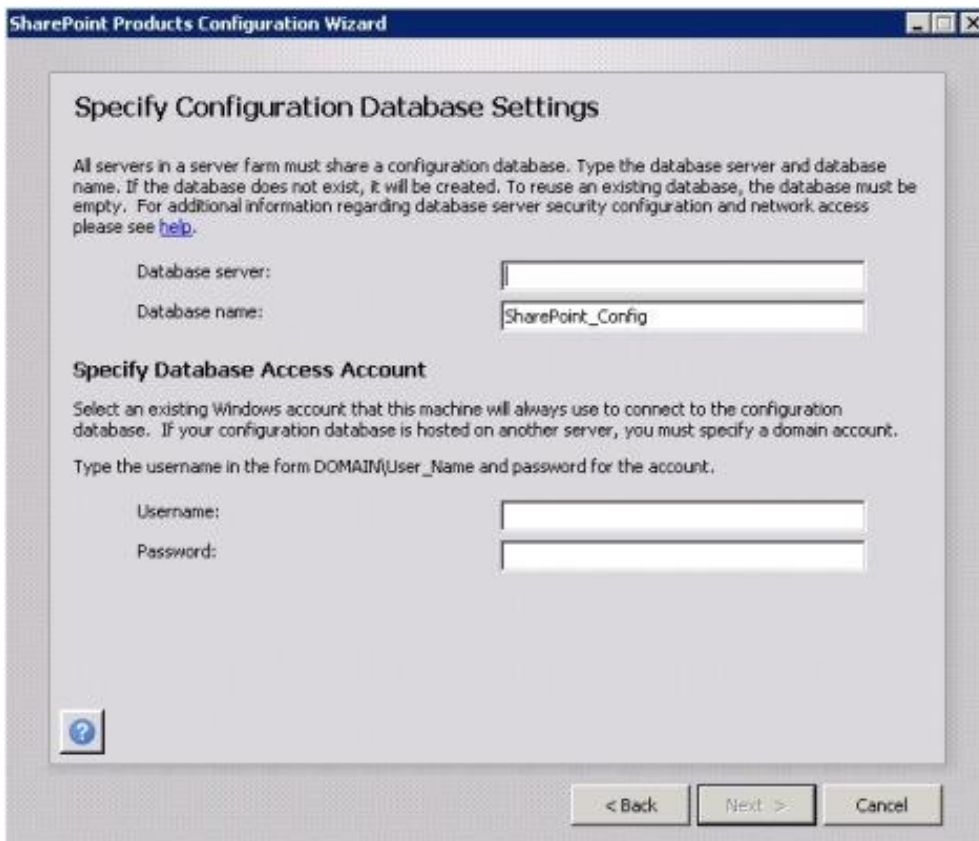 SharePoint Products Configuration Wizard
Specify Configuration Database Settings
All servers in a server farm must share a configuration database. Type the database server and database
name. If the database does not exist, it will be created. To reuse an existing database, the database must be
empty.  For additional information regarding database server security configuration and network access
please see help.
Database server:
Database name:
SharePoint_Config
Specify Database Access Account
Select an existing Windows account that this machine will always use to connect to the configuration
database.  If your configuration database is hosted on another server, you must specify a domain account.
Type the username in the form DOMAIN\User_Name and password for the account.
Username:
Password:
?
< Back
Next >
Cancel